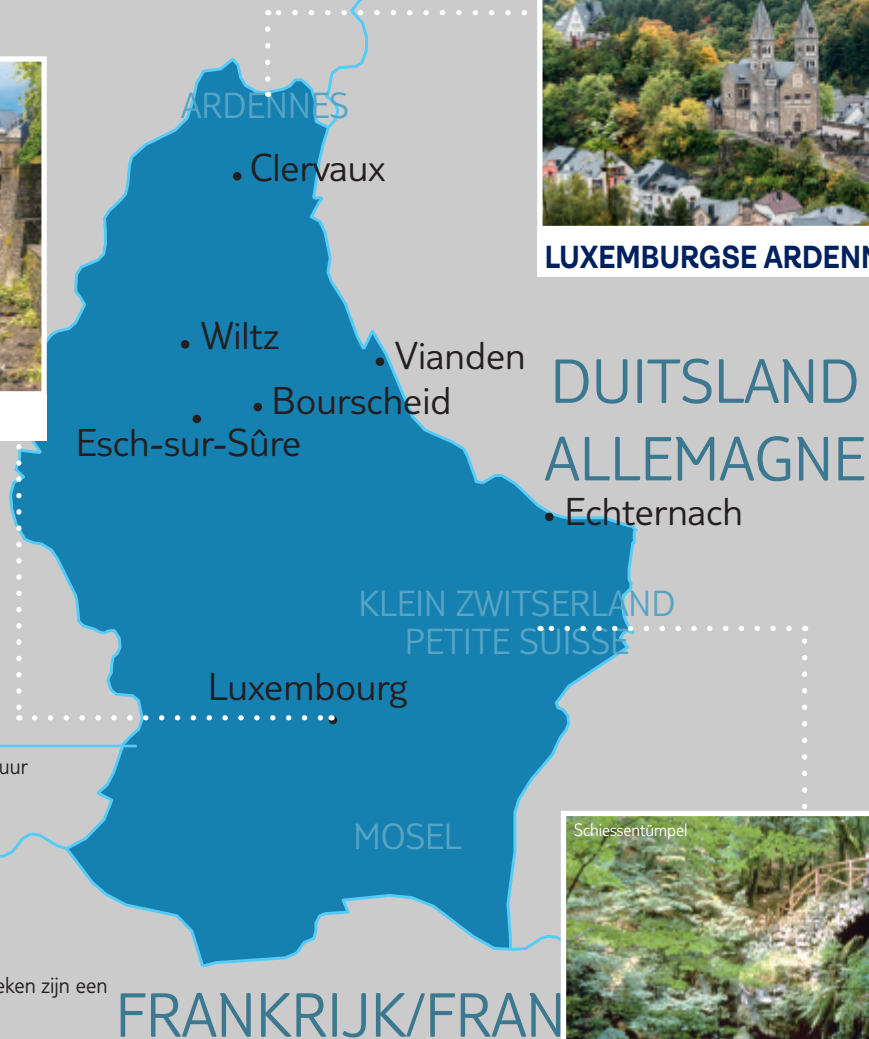 ARDENNES
Clervaux
LUXEMBURGSE ARDENN
Wiltz
Vianden
DUITSLAND
Bourscheid
Esch-sur-Sûre
ALLEMAGNE
Echternach
KLEIN ZWITSERLAND
PETITE SUISSE
Luxembourg
uur
MOSEL
Schiessentümpel
eken zijn een
FRANKRIJK/FRAN